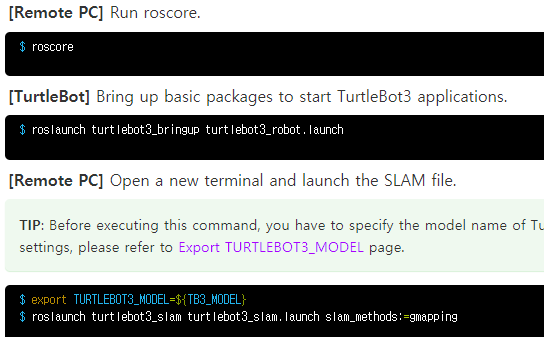 [Remote PC] Run roscore.
$ roscore
[TurtleBot] Bring up basic packages to start TurtleBot3 applications.
$ roslaunch turtlebot3_bringup turtlebot3_robot.launch
[Remote PC] Open a new terminal and launch the SLAM file.
TIP: Before executing this command, you have to specify the model name of Tu
settings, please refer to Export TURTLEBOT3_MODEL page.
$ export TURTLEBOT3_MODEL=${TB3_MODEL}
$ roslaunch turtlebot3_slam turtlebot3_slam.launch slam_methods:=gmapping